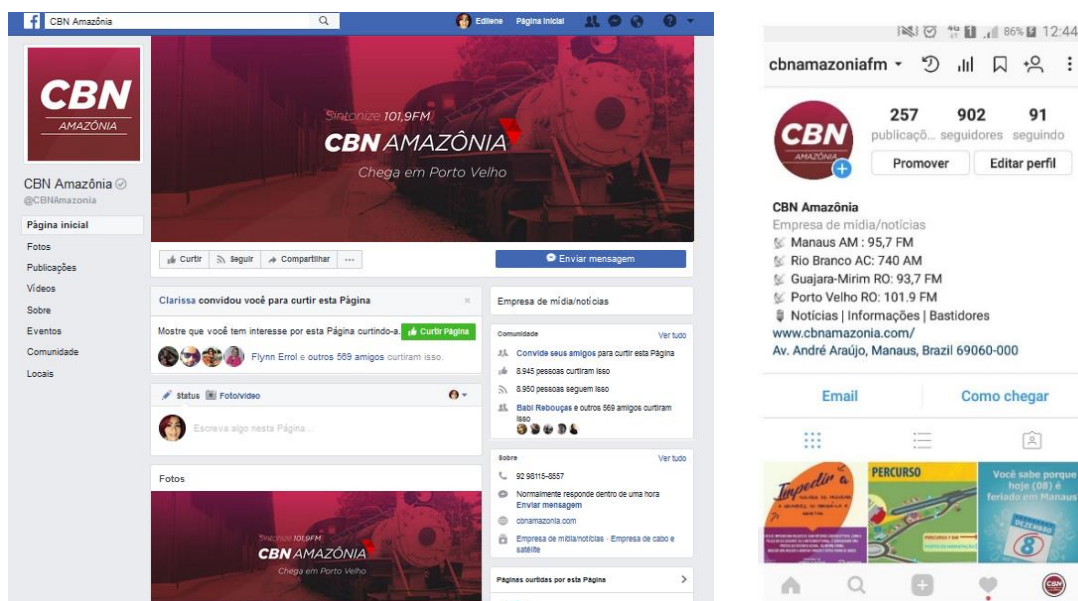 CBN Amazônia
Edilene
Página Inicial
CBN
AMAZÔNIA
Sintonize 101,9FM
CBN AMAZÔNIA
Chega em Porto Velho
CBN Amazônia
@CBNAmazonia
Página inicial
Fotos
Publicações
Vídeos
Sobre
Eventos
Comunidade
Locais
Curtir
Seguir
Compartilhar
Enviar mensagem
Clarissa convidou você para curtir esta Página
Mostre que você tem interesse por esta Página curtindo-a.
Curtir Página
Flynn Errol e outros 569 amigos curtiram isso.
Status
Foto/vídeo
Escreva algo nesta Página...
Fotos
Sintonize 101,9FM
CBN AMAZÔNIA
Chega em Porto Velho
Empresa de mídia/notícias
Comunidade
Ver tudo
Convide seus amigos para curtir esta Página
8.945 pessoas curtiram isso
8.950 pessoas seguem isso
Babi Rebouças e outros 569 amigos curtiram
isso
Sobre
Ver tudo
92 98115-8557
Normalmente responde dentro de uma hora
Enviar mensagem
cbnamazonia.com
Empresa de mídia/notícias · Empresa de cabo e
satélite
Páginas curtidas por esta Página
4G
1
86%
12:44
cbnamazoniafm
257
902
91
publicaçõ...
seguidores
seguindo
CBN
AMAZÔNIA
Promover
Editar perfil
CBN Amazônia
Empresa de mídia/notícias
Manaus AM : 95,7 FM
Rio Branco AC: 740 AM
Guajara-Mirim RO: 93,7 FM
Porto Velho RO: 101.9 FM
Notícias | Informações | Bastidores
www.cbnamazonia.com/
Av. André Araújo, Manaus, Brazil 69060-000
Email
Como chegar
Impedir a
PERCURSO
Você sabe porque
hoje (08) é
feriado em Manaus
DEZEMBRO
8
CBN